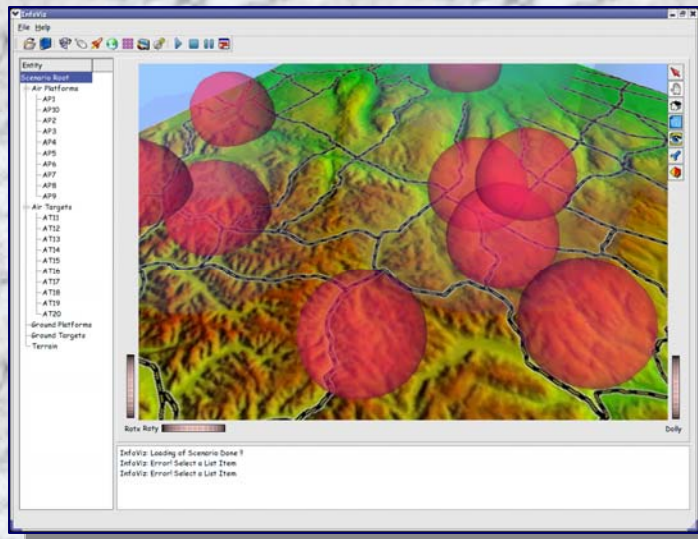 InfoViz
File Help
Entity
Scenario Root
Air Platforms
AP1
AP10
AP2
AP3
AP4
AP5
AP6
AP7
AP8
AP9
Air Targets
AT11
AT12
AT13
AT14
AT15
AT16
AT17
AT18
AT19
AT20
Ground Platforms
Ground Targets
Terrain
Rotx Roty
Dolly
InfoViz: Loading of Scenario Done !
InfoViz: Error! Select a List Item
InfoViz: Error! Select a List Item